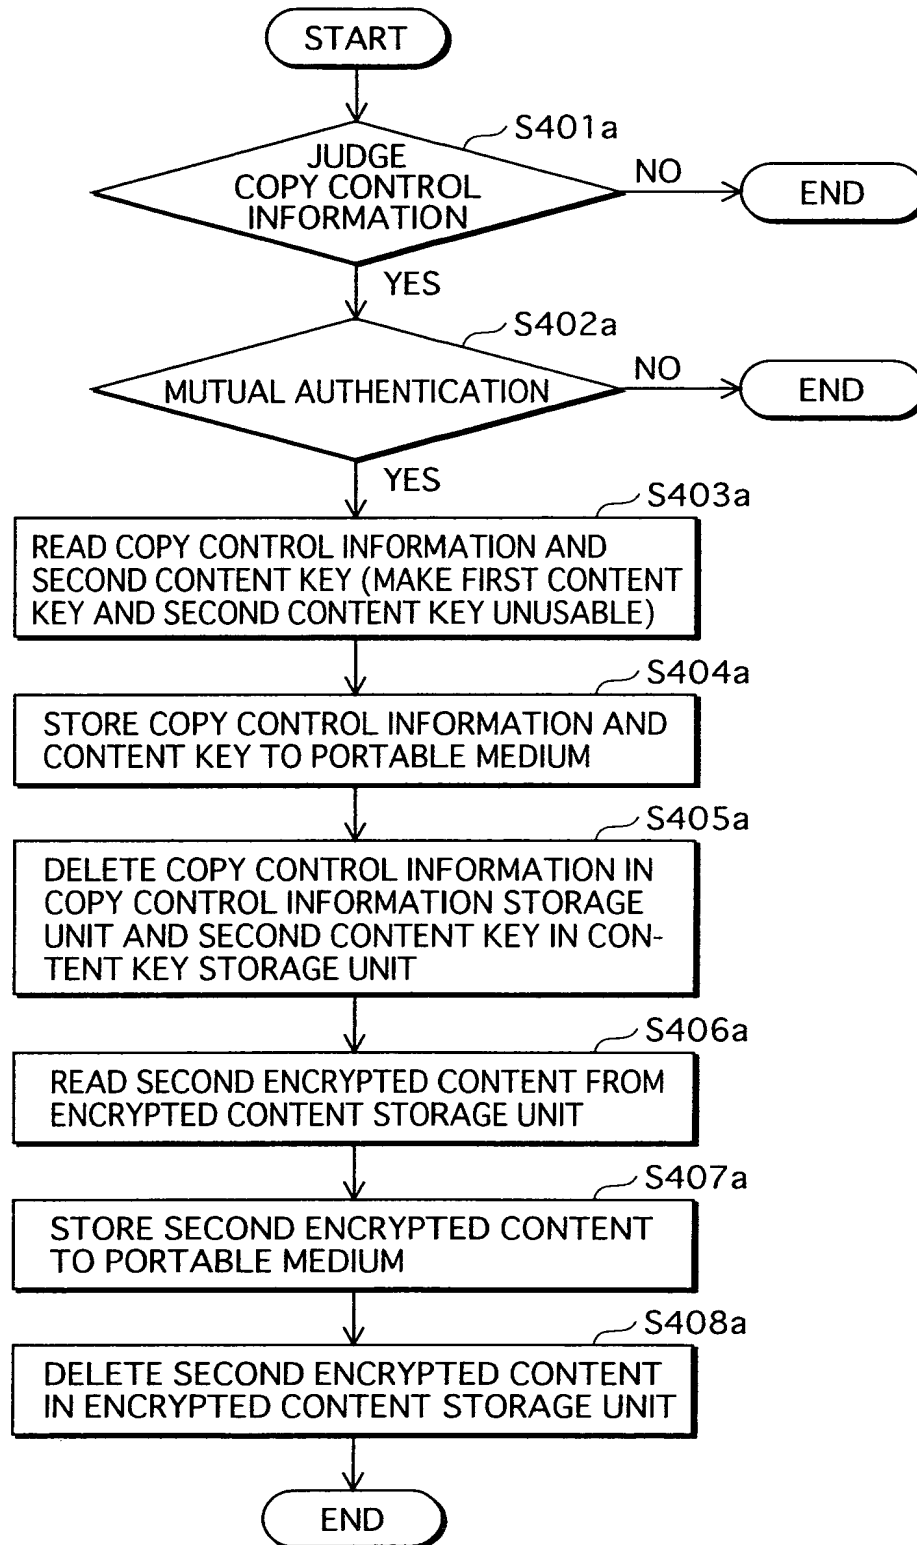 START
S401a
JUDGE
COPY CONTROL
INFORMATION
NO
END
YES
S402a
MUTUAL AUTHENTICATION
NO
END
YES
S403a
READ COPY CONTROL INFORMATION AND
SECOND CONTENT KEY (MAKE FIRST CONTENT
KEY AND SECOND CONTENT KEY UNUSABLE)
S404a
STORE COPY CONTROL INFORMATION AND
CONTENT KEY TO PORTABLE MEDIUM
S405a
DELETE COPY CONTROL INFORMATION IN
COPY CONTROL INFORMATION STORAGE
UNIT AND SECOND CONTENT KEY IN CON-
TENT KEY STORAGE UNIT
S406a
READ SECOND ENCRYPTED CONTENT FROM
ENCRYPTED CONTENT STORAGE UNIT
S407a
STORE SECOND ENCRYPTED CONTENT
TO PORTABLE MEDIUM
S408a
DELETE SECOND ENCRYPTED CONTENT
IN ENCRYPTED CONTENT STORAGE UNIT
END